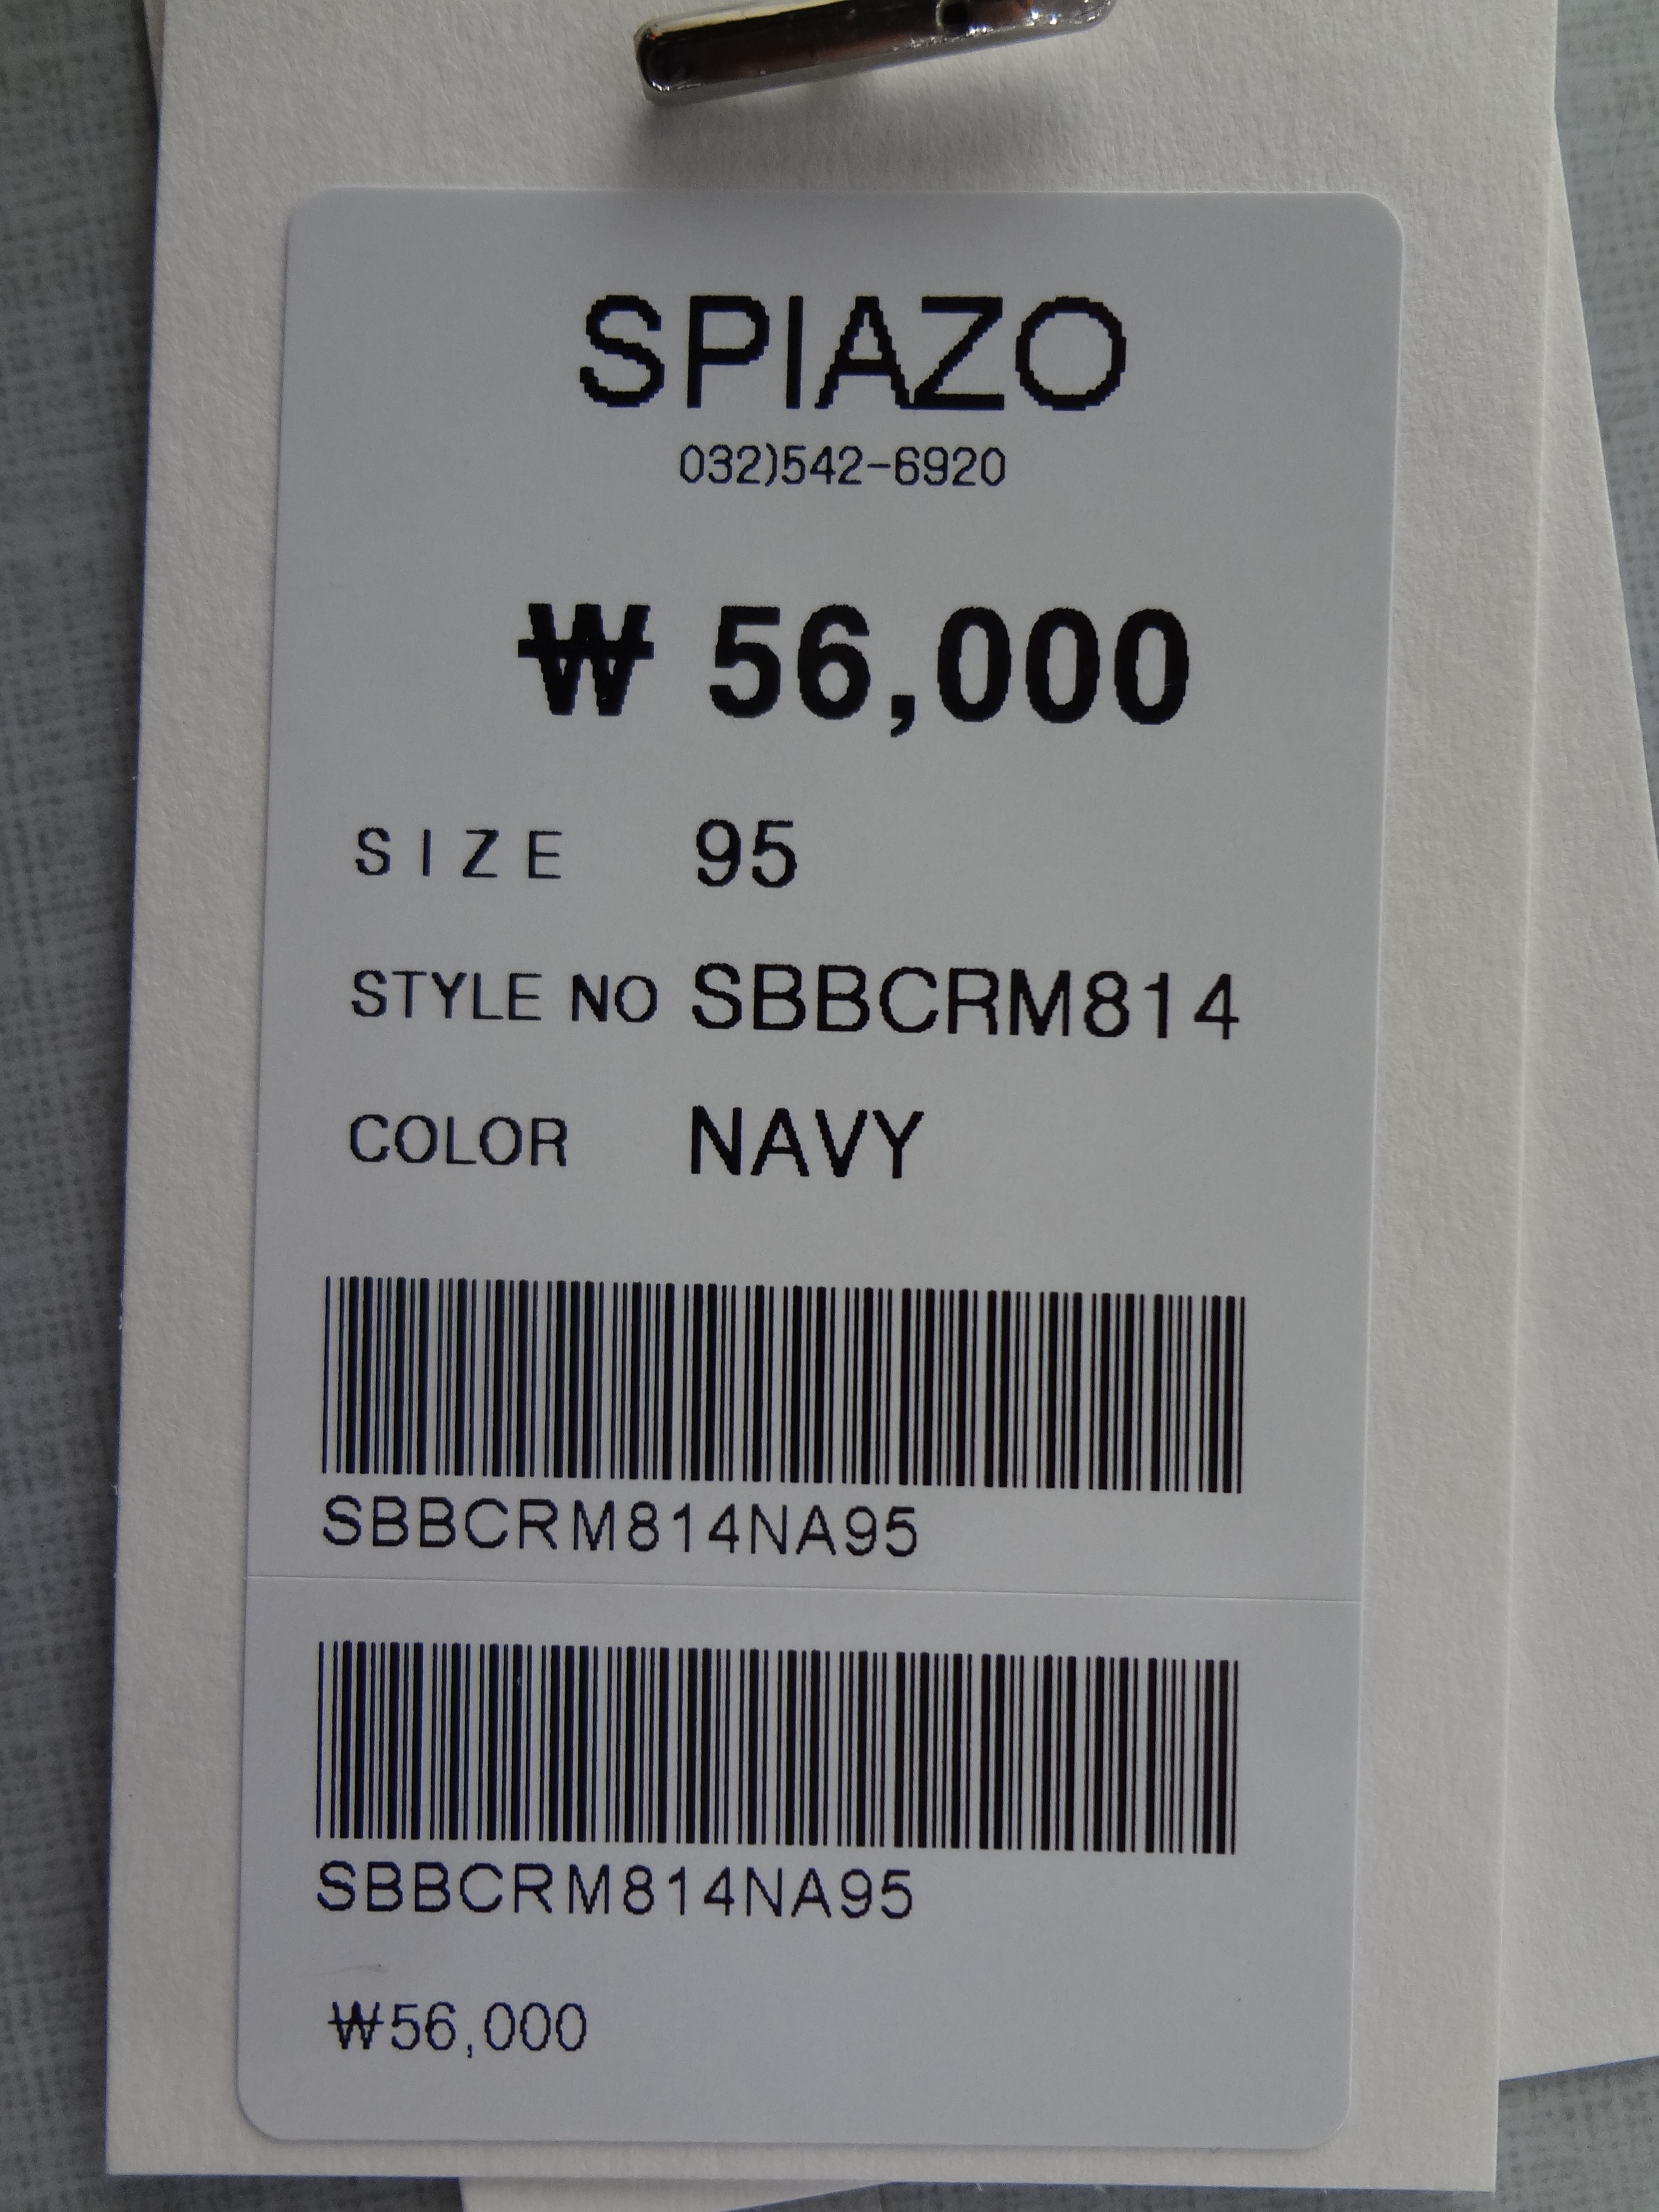 SPIAZO
032)542-6920
₩ 56,000
SIZE 95
STYLE NO SBBCRM814
COLOR NAVY
SBBCRM814NA95
SBBCRM814NA95
₩56,000